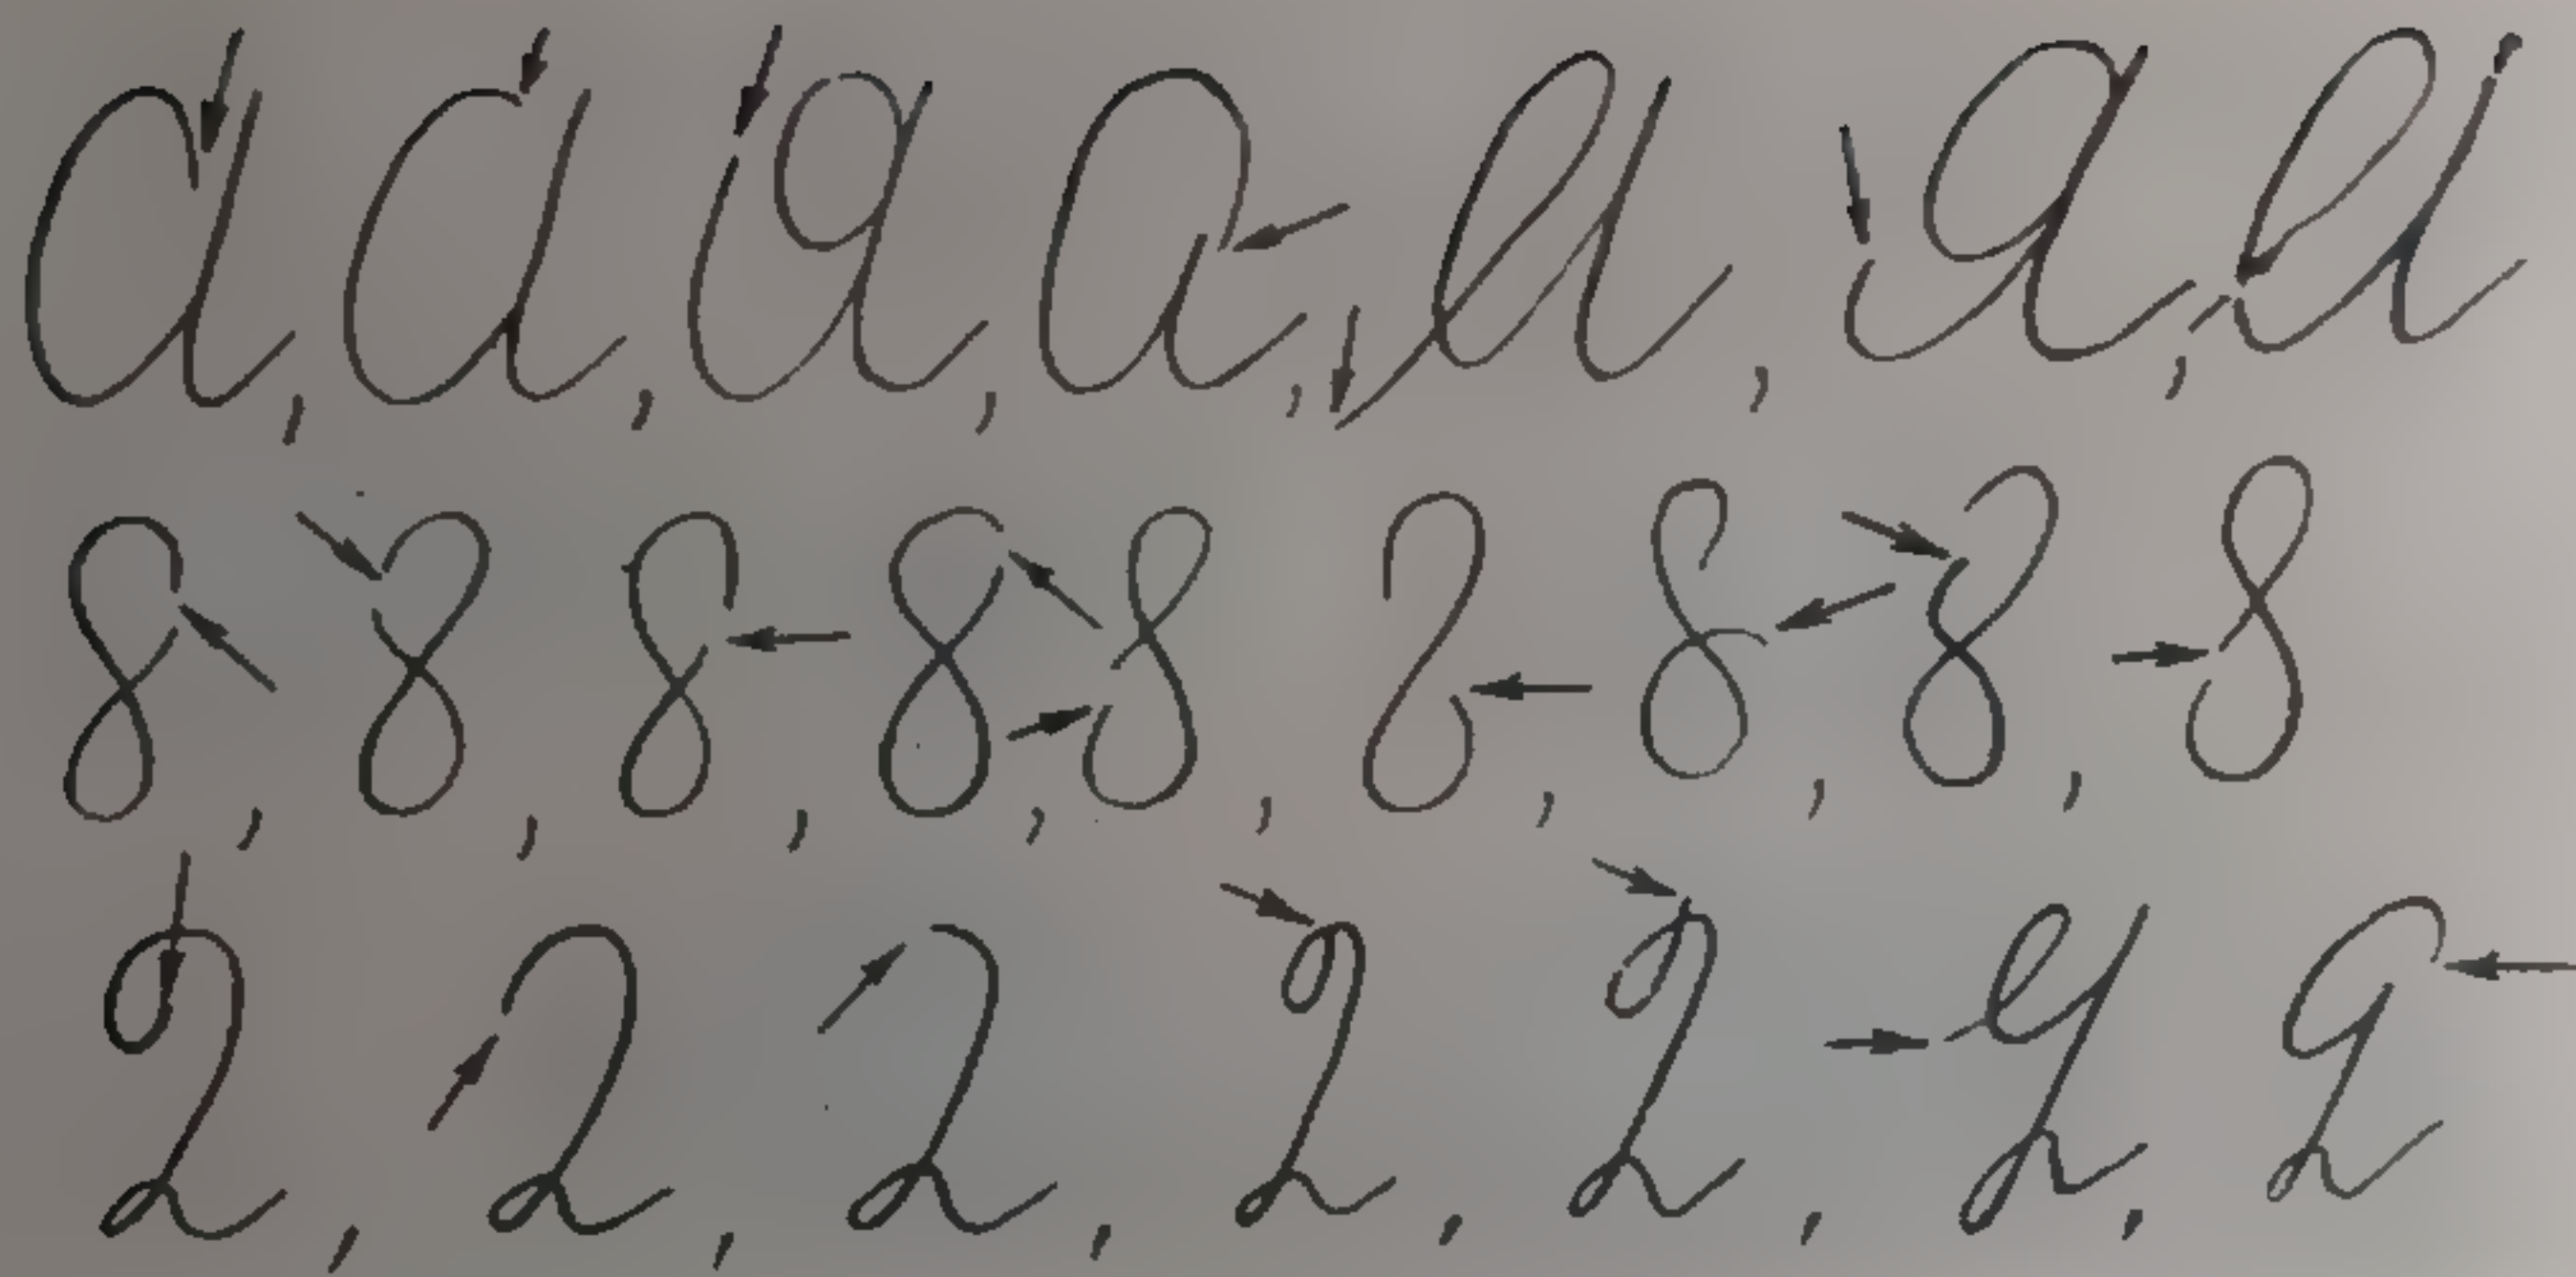 a, a, a, a, a, a, a
8, 8, 8, 8, 8, 8, 8, 8, 8
2, 2, 2, 2, 2, 2, 2